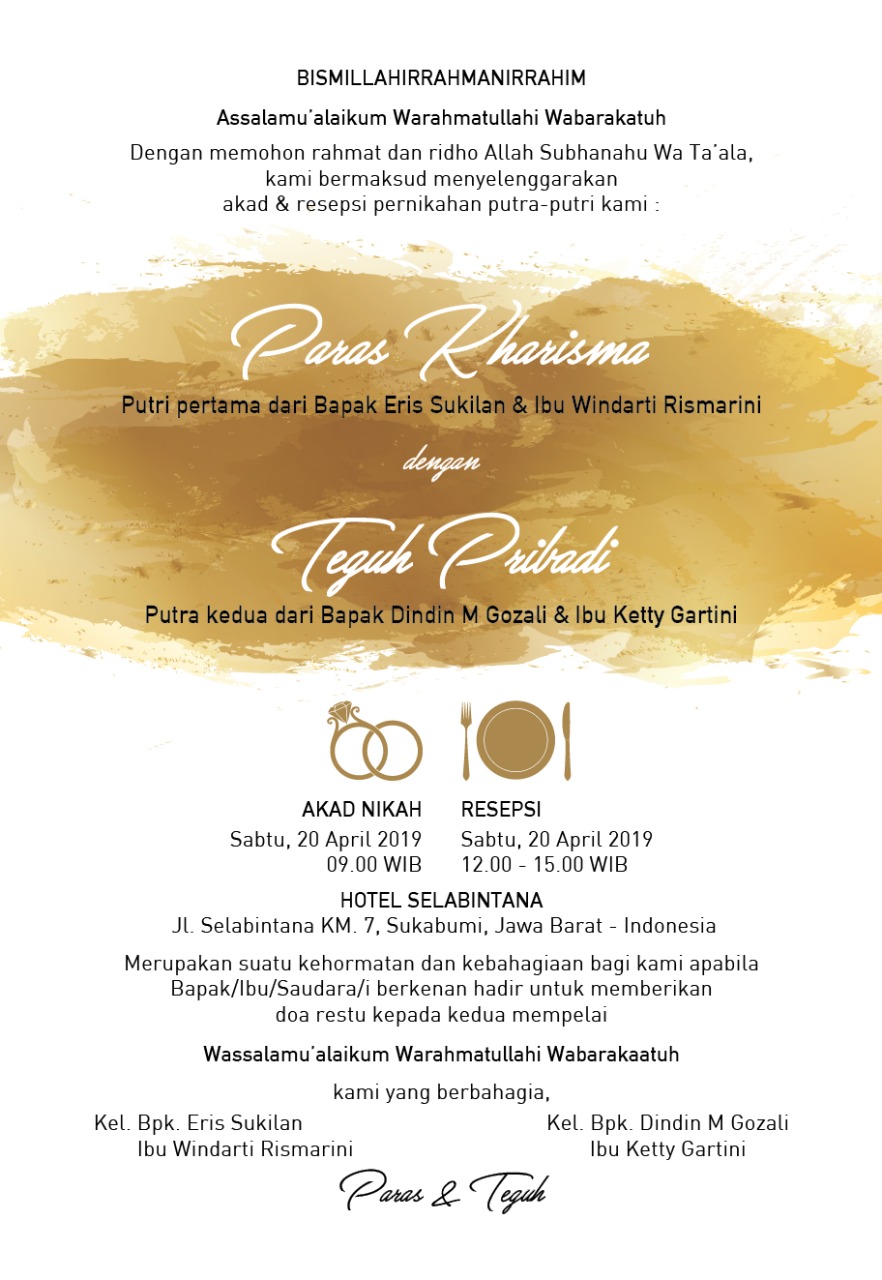 BISMILLAHIRRAHMANIRRAHIM
Assalamu'alaikum Warahmatullahi Wabarakatuh
Dengan memohon rahmat dan ridho Allah Subhanahu Wa Ta'ala,
kami bermaksud menyelenggarakan
akad & resepsi pernikahan putra-putri kami :
Paras Kharisma
Putri pertama dari Bapak Eris Sukilan & Ibu Windarti Rismarini
dengan
Teguh Pribadi
Putra kedua dari Bapak Dindin M Gozali & Ibu Ketty Gartini
AKAD NIKAH
Sabtu, 20 April 2019
09.00 WIB
RESEPSI
Sabtu, 20 April 2019
12.00 - 15.00 WIB
HOTEL SELABINTANA
Jl. Selabintana KM. 7, Sukabumi, Jawa Barat - Indonesia
Merupakan suatu kehormatan dan kebahagiaan bagi kami apabila
Bapak/Ibu/Saudara/i berkenan hadir untuk memberikan
doa restu kepada kedua mempelai
Wassalamu'alaikum Warahmatullahi Wabarakaatuh
kami yang berbahagia,
Kel. Bpk. Eris Sukilan
Ibu Windarti Rismarini
Kel. Bpk. Dindin M Gozali
Ibu Ketty Gartini
Paras & Teguh